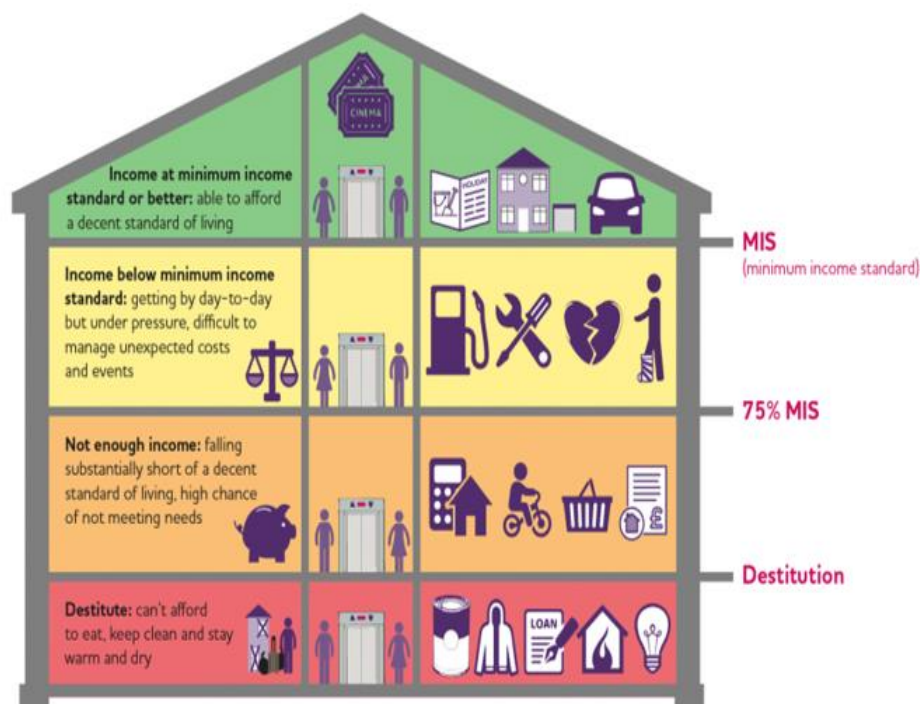 CINEMA
Income at minimum income
standard or better: able to afford
a decent standard of living
HOLIDAY
MIS
(minimum income standard)
Income below minimum income
standard: getting by day-to-day
but under pressure, difficult to
manage unexpected costs
and events
75% MIS
Not enough income: falling
substantially short of a decent
standard of living, high chance
of not meeting needs
£
Destitution
Destitute: can't afford
to eat, keep clean and stay
warm and dry
LOAN